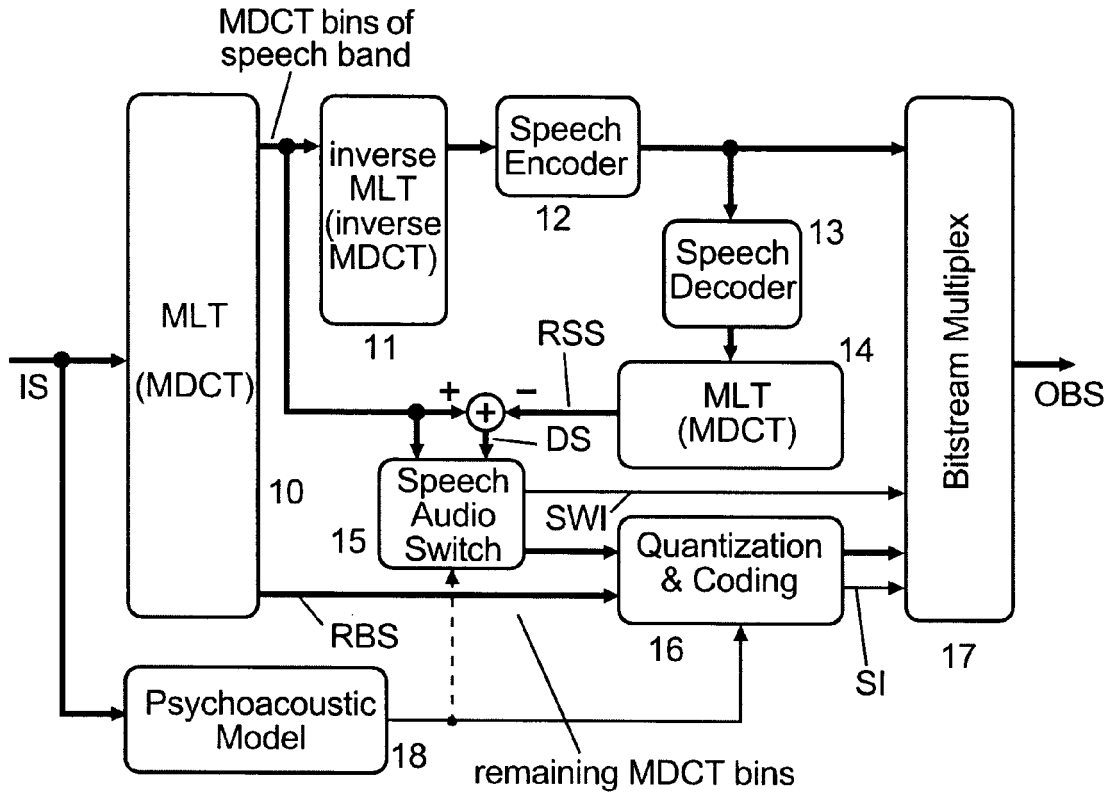 MDCT bins of
speech band
inverse
MLT
(inverse
MDCT)
11
Speech
Encoder
12
13
Speech
Decoder
MLT
(MDCT)
10
IS
RSS
14
MLT
(MDCT)
+
−
+
DS
Speech
Audio
Switch
15
SWI
Quantization
& Coding
16
RBS
SI
Bitstream Multiplex
17
OBS
Psychoacoustic
Model
18
remaining MDCT bins